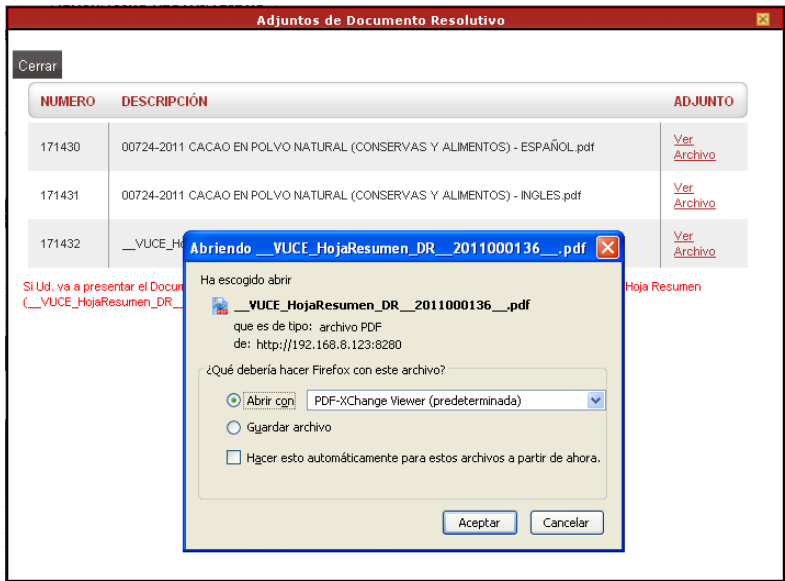 Adjuntos de Documento Resolutivo
Cerrar
NUMERO DESCRIPCIÓN ADJUNTO
171430 00724-2011 CACAO EN POLVO NATURAL (CONSERVAS Y ALIMENTOS) - ESPAÑOL.pdf Ver
Archivo
171431 00724-2011 CACAO EN POLVO NATURAL (CONSERVAS Y ALIMENTOS) - INGLES.pdf Ver
Archivo
171432 __VUCE_H Ver
Archivo
Si Ud. va a presentar el Docum Hoja Resumen
(__VUCE_HojaResumen_DR__
Abriendo __VUCE_HojaResumen_DR__2011000136__.pdf
Ha escogido abrir
__VUCE_HojaResumen_DR__2011000136__.pdf
que es de tipo: archivo PDF
de: http://192.168.8.123:8280
¿Qué debería hacer Firefox con este archivo?
Abrir con PDF-XChange Viewer (predeterminada)
Guardar archivo
Hacer esto automáticamente para estos archivos a partir de ahora.
Aceptar Cancelar